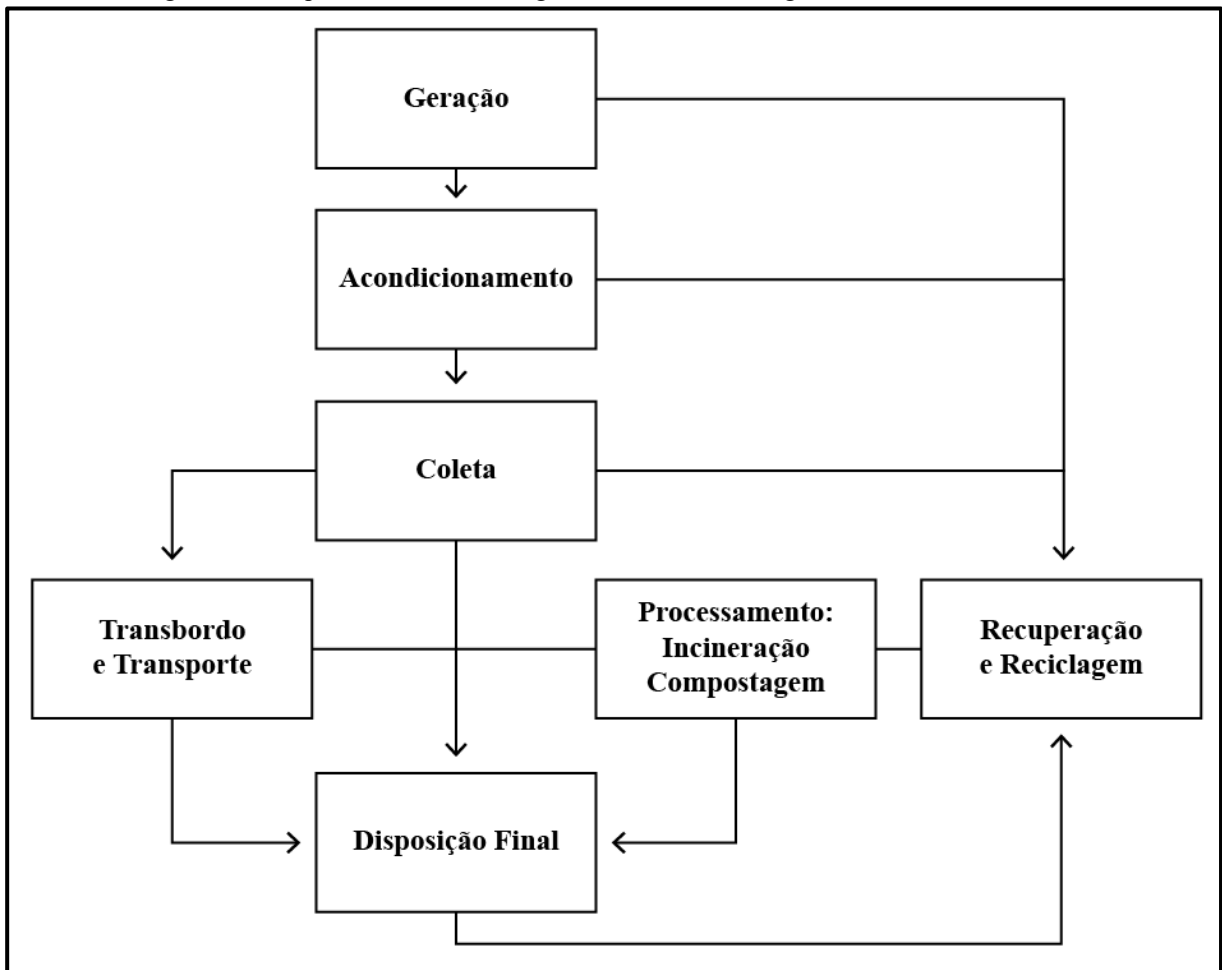 Geração
Acondicionamento
Coleta
Transbordo
e Transporte
Processamento:
Incineração
Compostagem
Recuperação
e Reciclagem
Disposição Final